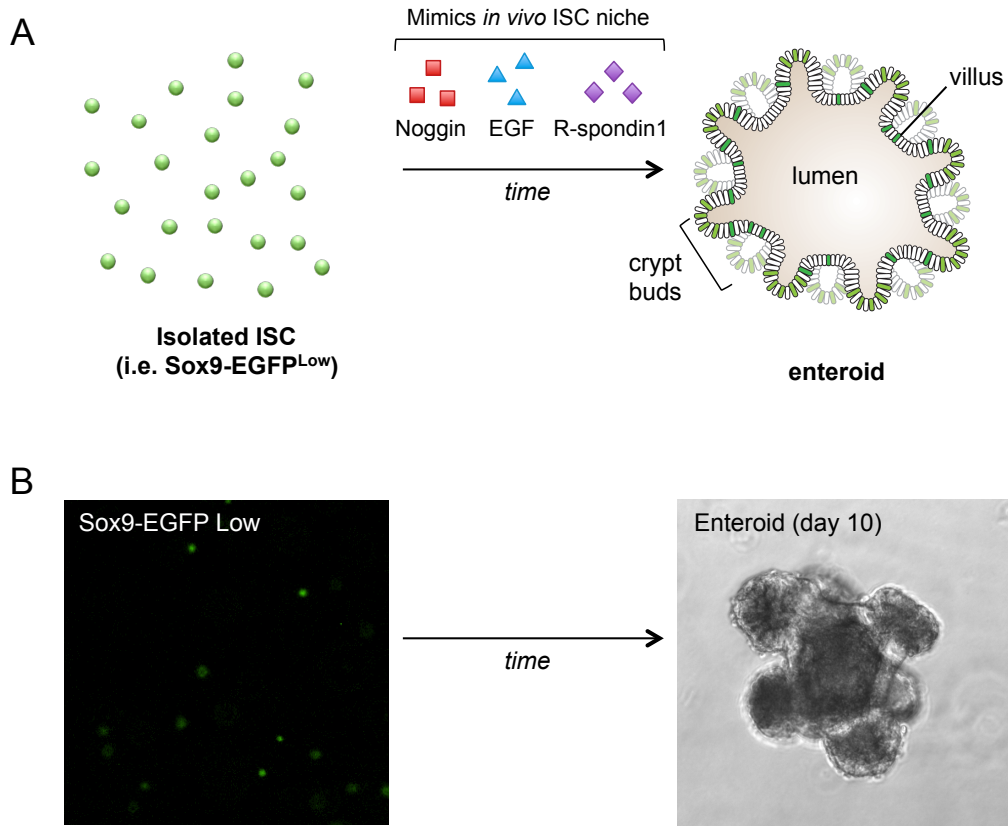 A
Mimics in vivo ISC niche
Noggin EGF R-spondin1
time
villus
lumen
crypt
buds
Isolated ISC
(i.e. Sox9-EGFPLow)
enteroid
B
Sox9-EGFP Low
time
Enteroid (day 10)